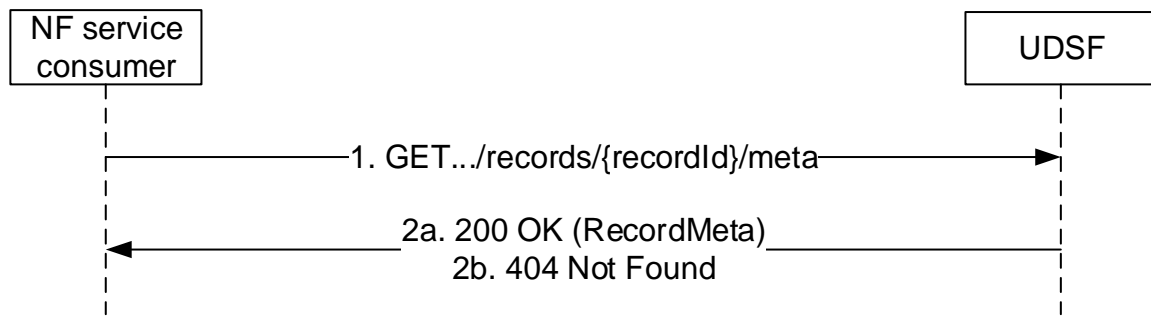 NF service
consumer
UDSF
1. GET.../records/{recordId}/meta
2a. 200 OK (RecordMeta)
2b. 404 Not Found